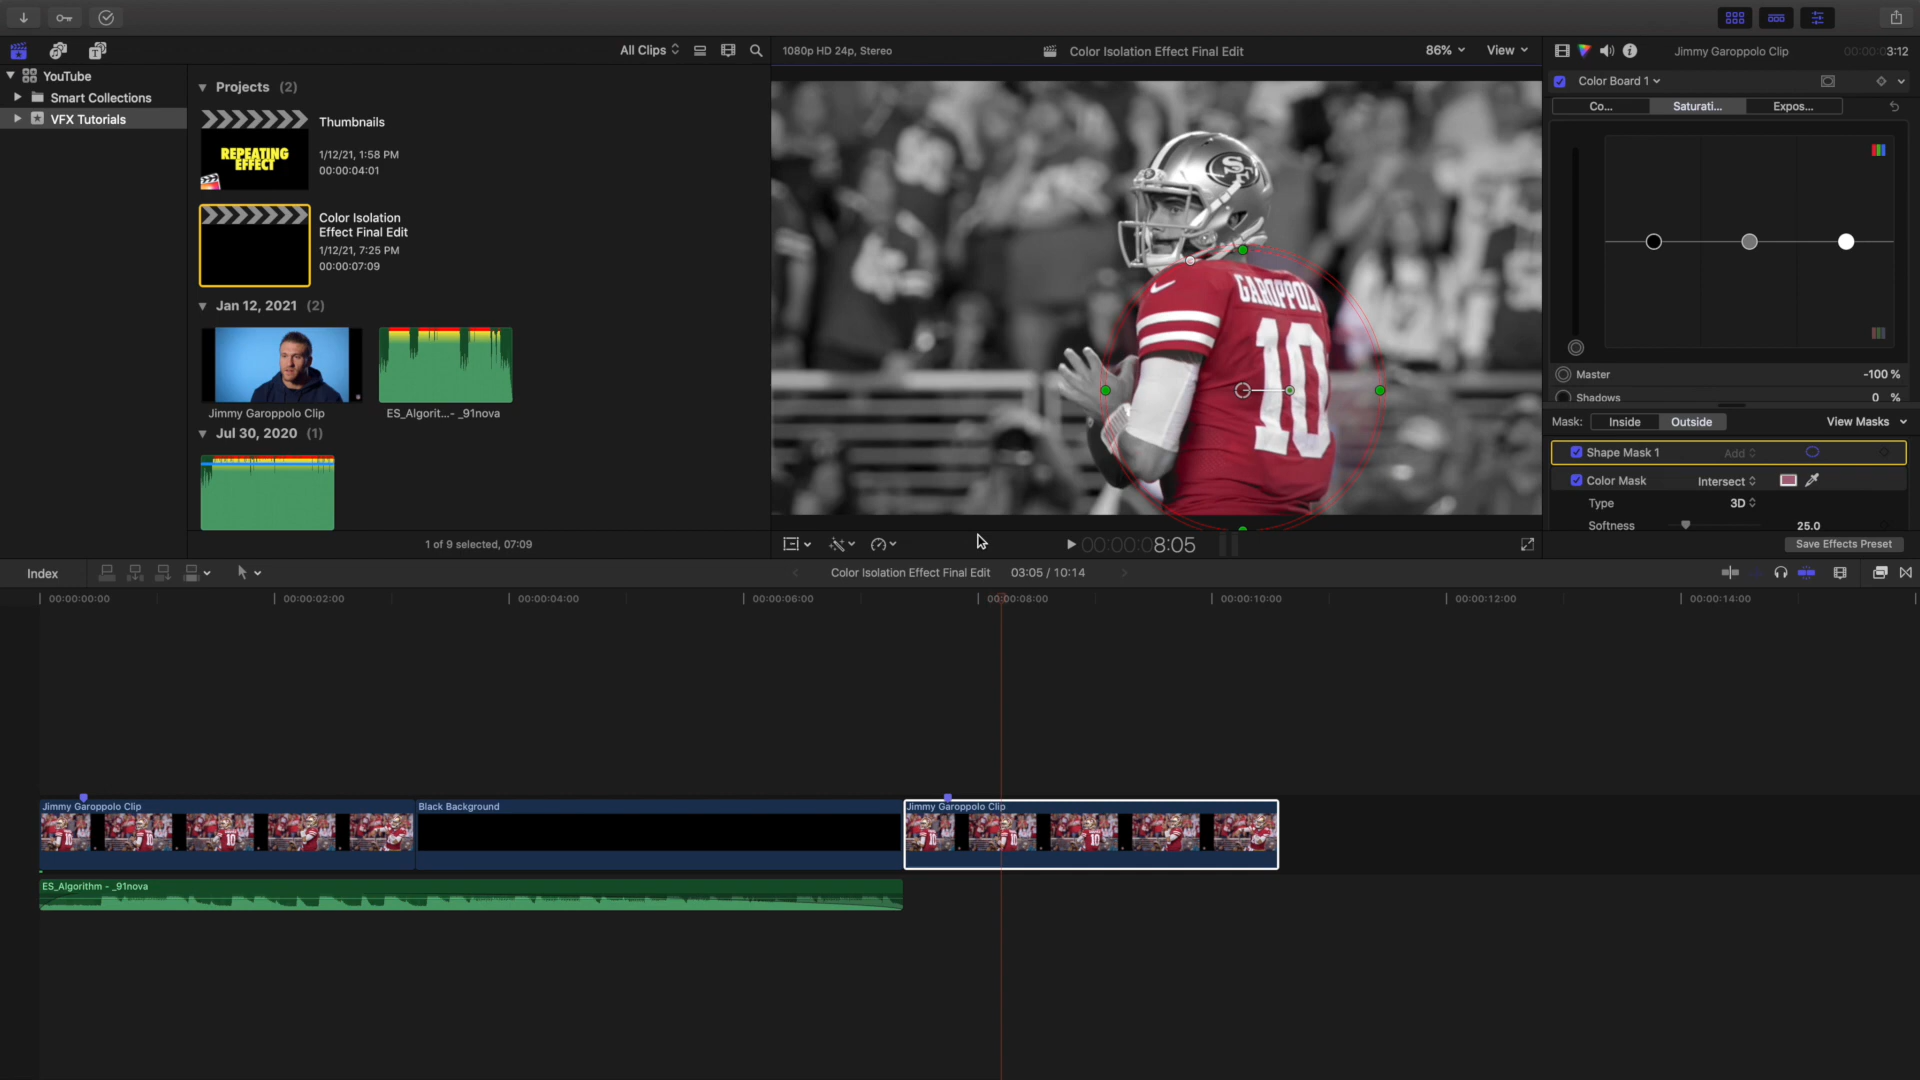 All Clips
1080p HD 24p, Stereo
Color Isolation Effect Final Edit
86%
View
Jimmy Garoppolo Clip
00:00:03:12
YouTube
Smart Collections
VFX Tutorials
Projects (2)
REPEATING
EFFECT
Thumbnails
1/12/21, 1:58 PM
00:00:04:01
Color Isolation
Effect Final Edit
1/12/21, 7:25 PM
00:00:07:09
Jan 12, 2021 (2)
Jimmy Garoppolo Clip
ES_Algorit...- _91nova
Jul 30, 2020 (1)
1 of 9 selected, 07:09
SF
GAROPPOLO
10
00:00:08:05
Color Board 1
Co...
Saturati...
Expos...
Master
-100 %
Shadows
0 %
Mask:
Inside
Outside
View Masks
Shape Mask 1
Add
Color Mask
Intersect
Type
3D
Softness
25.0
Save Effects Preset
Index
Color Isolation Effect Final Edit
03:05 / 10:14
00:00:00:00
00:00:02:00
00:00:04:00
00:00:06:00
00:00:08:00
00:00:10:00
00:00:12:00
00:00:14:00
Jimmy Garoppolo Clip
Black Background
Jimmy Garoppolo Clip
ES_Algorithm - _91nova